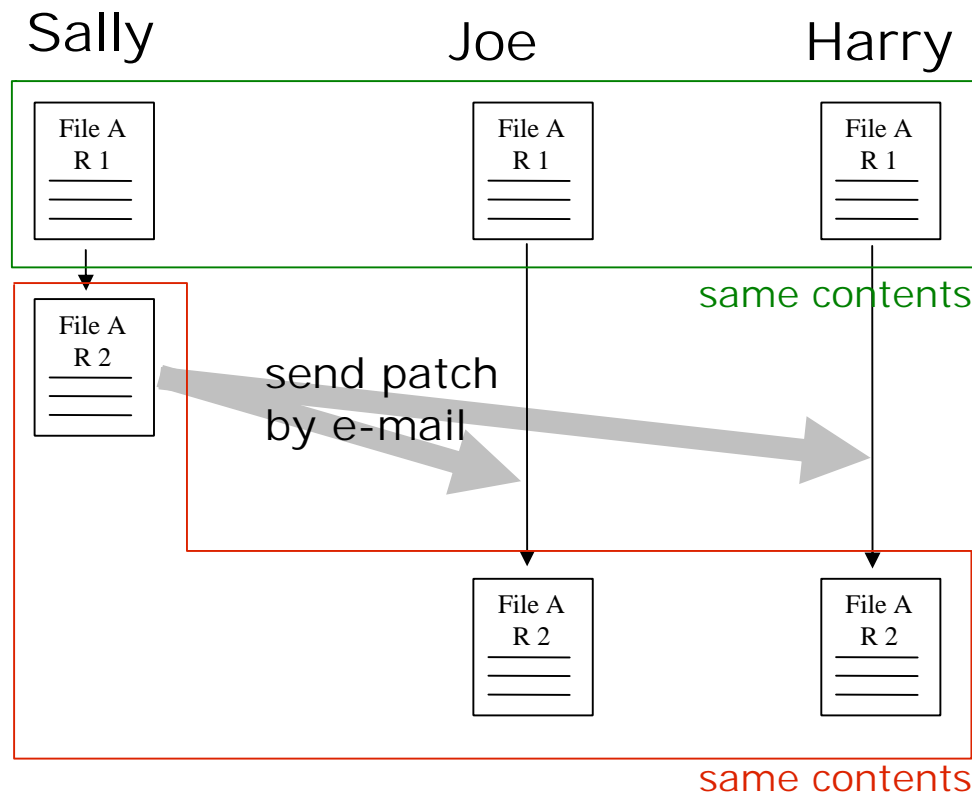 Sally
Joe
Harry
File A
R 1
File A
R 1
File A
R 1
same contents
File A
R 2
send patch
by e-mail
File A
R 2
File A
R 2
same contents